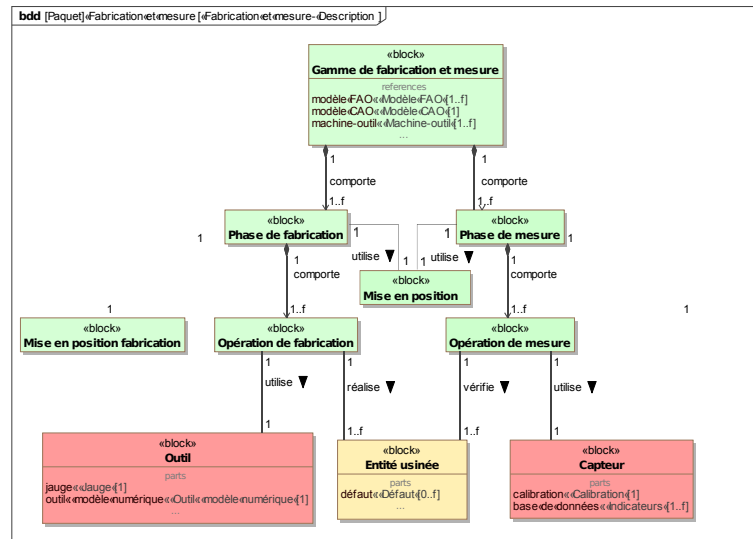 bdd [Paquet]«Fabrication«et«mesure [«Fabrication«et«mesure-«Description ]
«block»
Gamme de fabrication et mesure
references
modèle«FAO«:«Modèle«FAO«[1..f]
modèle«CAO«:«Modèle«CAO«[1]
machine-outil«:«Machine-outil«[1..f]
...
1 1
comporte comporte
1..f 1..f
«block» «block»
1 Phase de fabrication 1 1 Phase de mesure 1
1 utilise ▼ utilise ▼ 1
comporte 1 1 comporte
«block»
Mise en position
1 1..f 1..f 1
«block» «block» «block»
Mise en position fabrication Opération de fabrication Opération de mesure
1 1 1 1
utilise ▼ réalise ▼ vérifie ▼ utilise ▼
1 1..f 1..f 1
«block» «block» «block»
Outil Entité usinée Capteur
parts parts parts
jauge«:«Jauge«[1] défaut«:«Défaut«[0..f] calibration«:«Calibration«[1]
outil«modèle«numérique«:«Outil«modèle«numérique«[1] ... base«de«données«:«Indicateurs«[1..f]
... ...